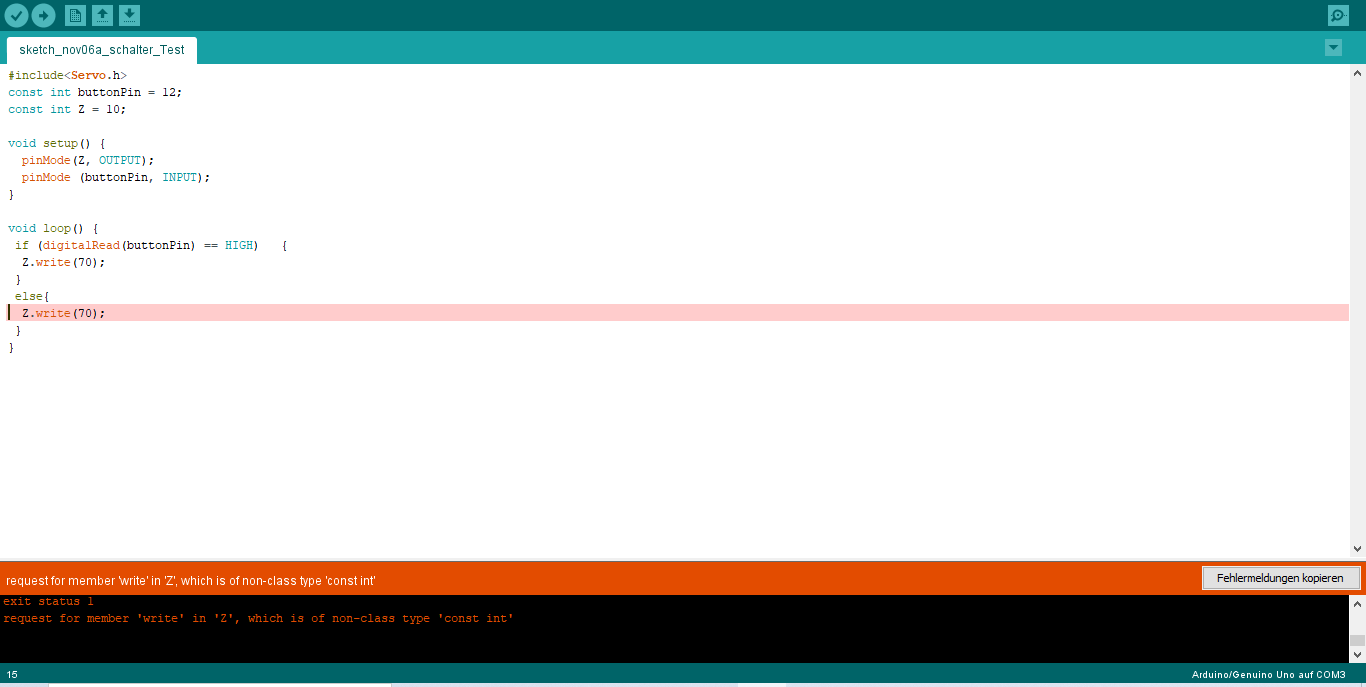 sketch_nov06a_schalter_Test
#include<Servo.h>
const int buttonPin = 12;
const int Z = 10;
void setup() {
pinMode(Z, OUTPUT);
pinMode (buttonPin, INPUT);
}
void loop() {
if (digitalRead(buttonPin) == HIGH) {
Z.write(70);
}
else{
Z.write(70);
}
}
request for member 'write' in 'Z', which is of non-class type 'const int'
Fehlermeldungen kopieren
exit status 1
request for member 'write' in 'Z', which is of non-class type 'const int'
15
Arduino/Genuino Uno auf COM3